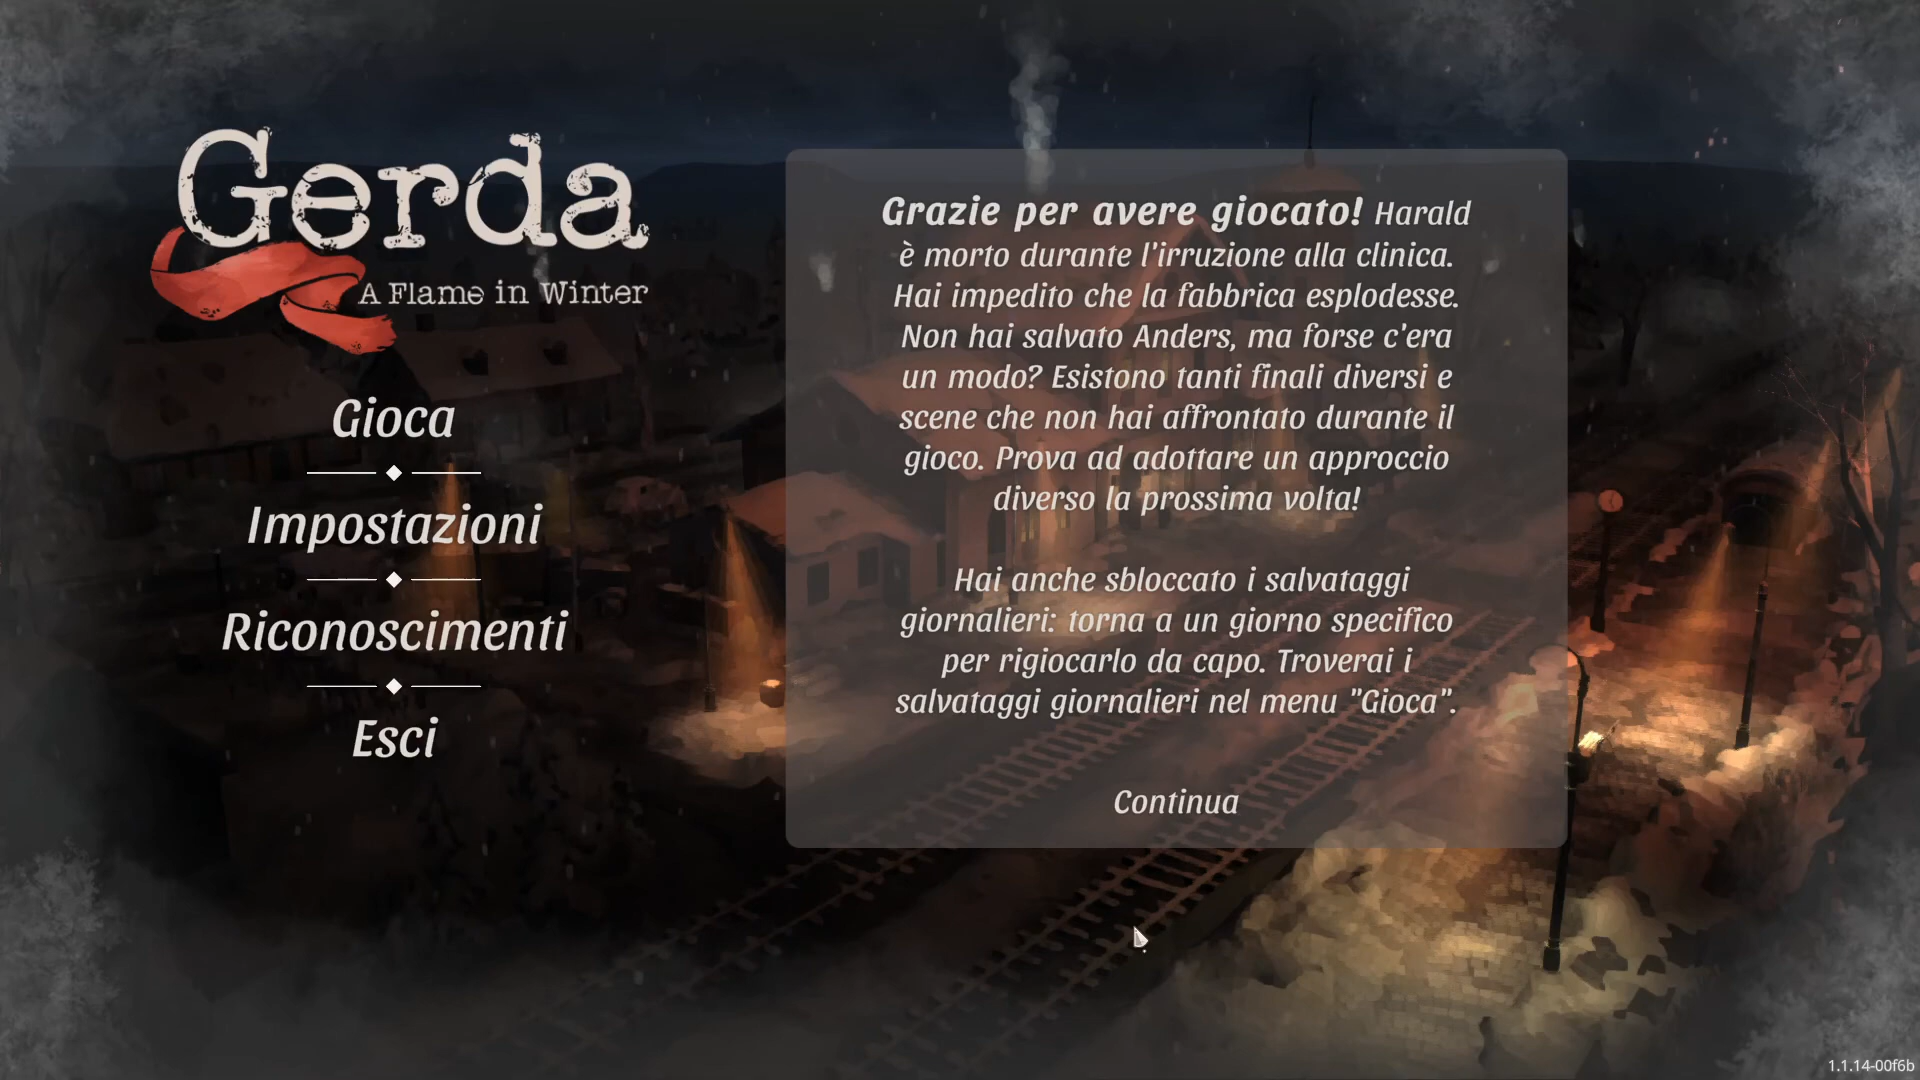 Gerda
A Flame in Winter
Gioca
Impostazioni
Riconoscimenti
Esci
Grazie per avere giocato! Harald
è morto durante l'irruzione alla clinica.
Hai impedito che la fabbrica esplodesse.
Non hai salvato Anders, ma forse c'era
un modo? Esistono tanti finali diversi e
scene che non hai affrontato durante il
gioco. Prova ad adottare un approccio
diverso la prossima volta!
Hai anche sbloccato i salvataggi
giornalieri: torna a un giorno specifico
per rigiocarlo da capo. Troverai i
salvataggi giornalieri nel menu "Gioca".
Continua
1.1.14-00f6b